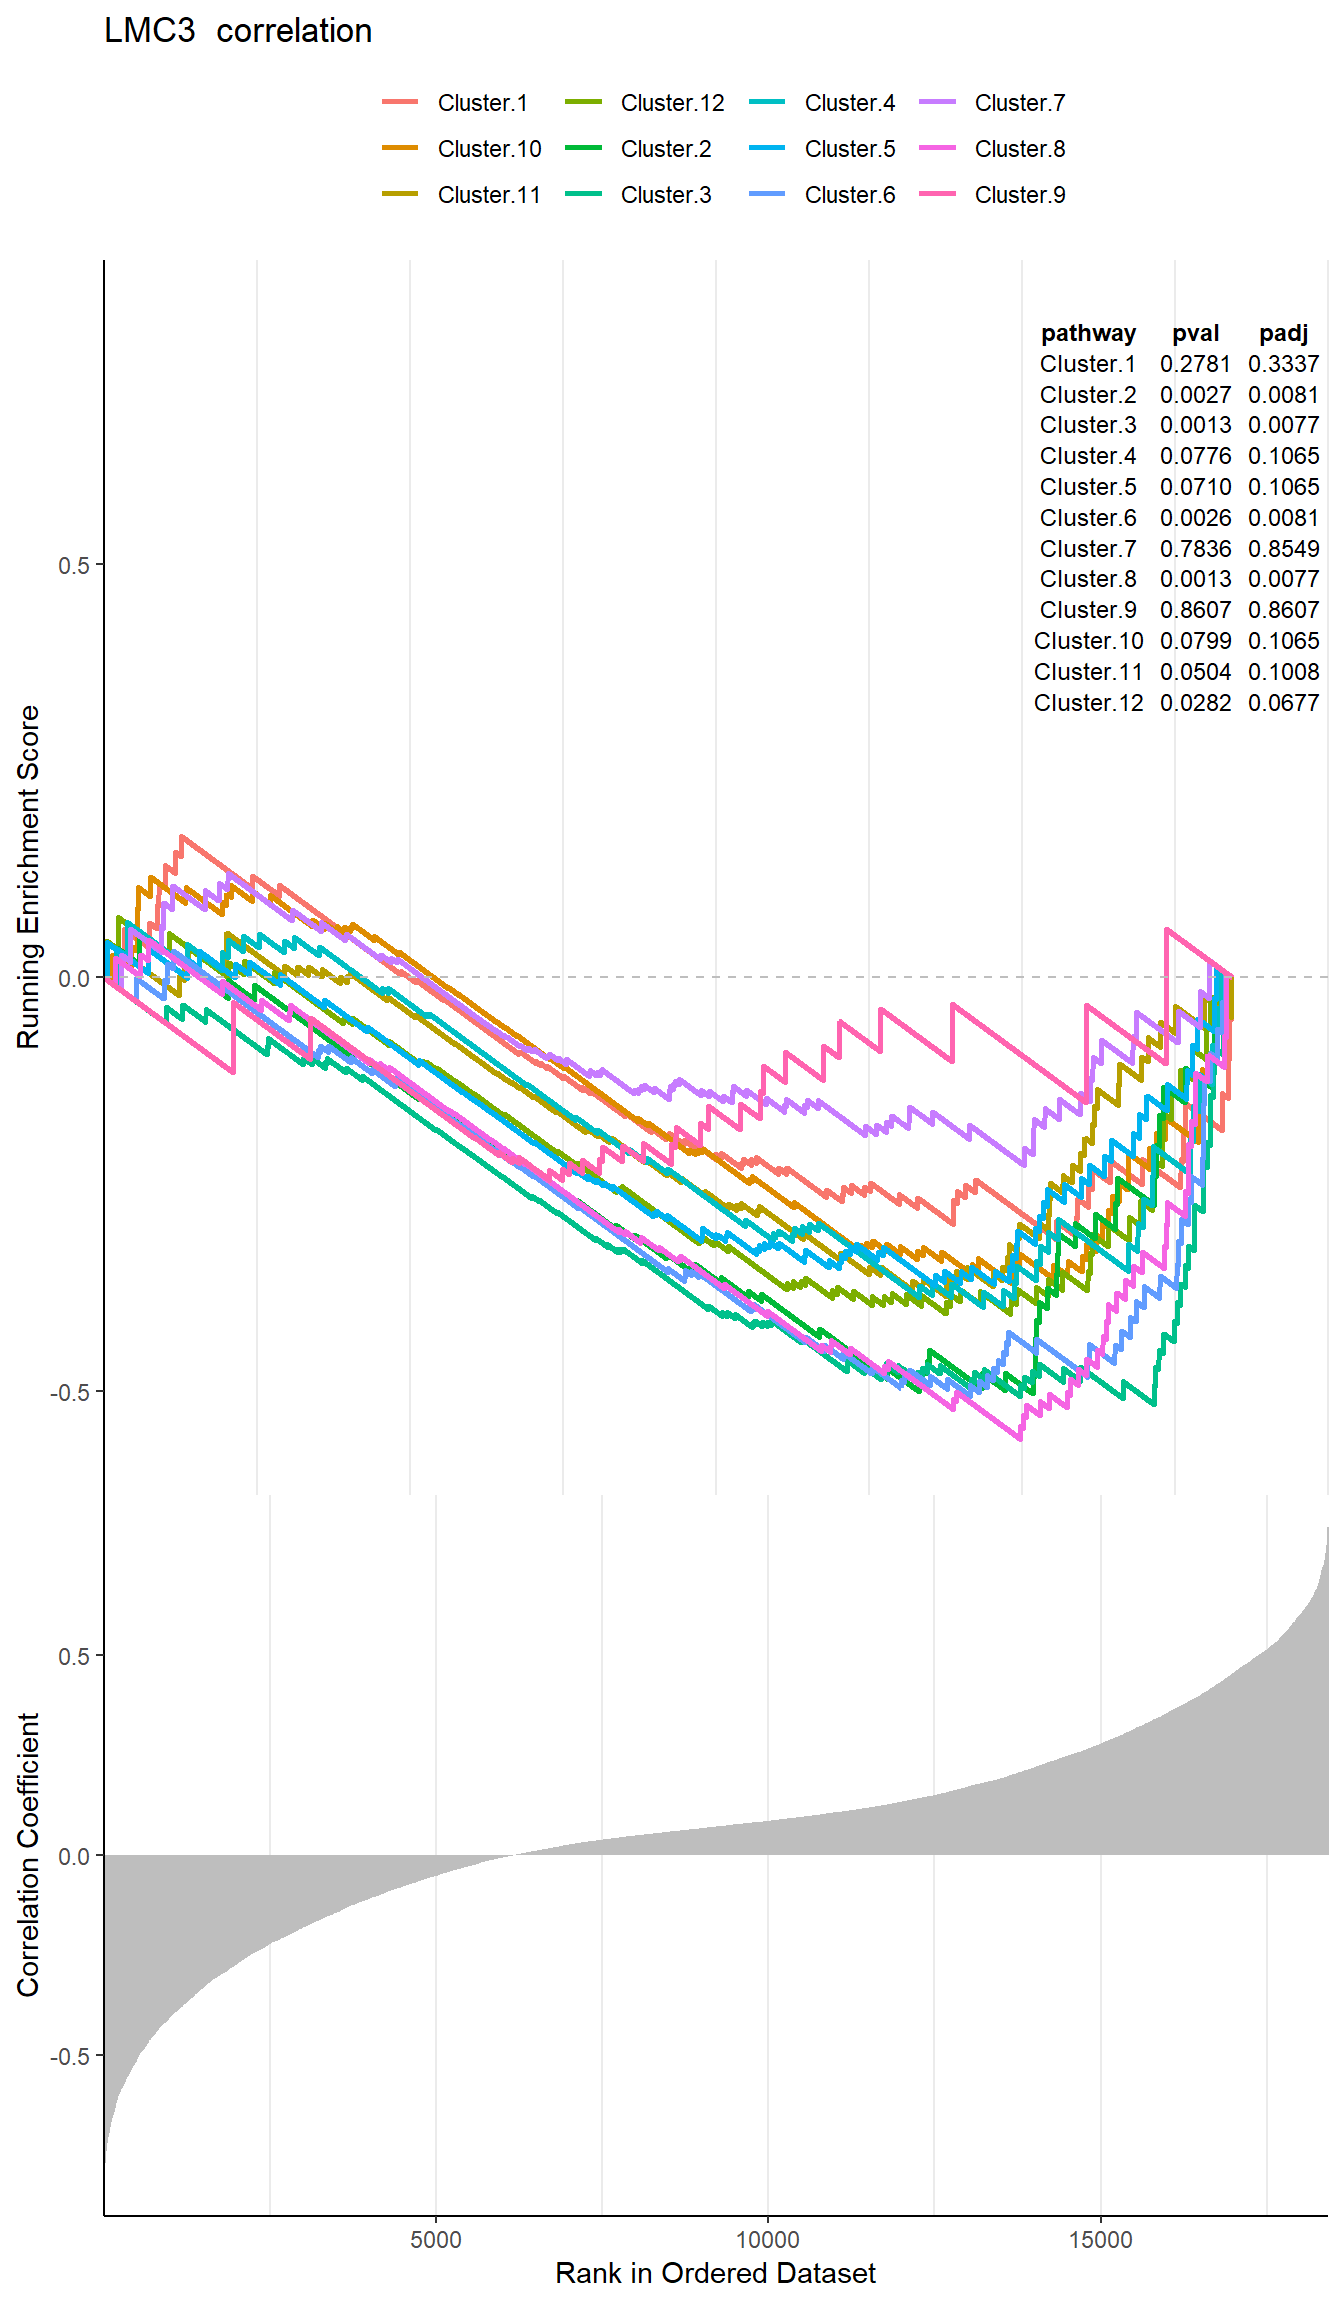 LMC3  correlation
Cluster.1 Cluster.12 Cluster.4 Cluster.7
Cluster.10 Cluster.2 Cluster.5 Cluster.8
Cluster.11 Cluster.3 Cluster.6 Cluster.9
pathway pval padj
Cluster.1 0.2781 0.3337
Cluster.2 0.0027 0.0081
Cluster.3 0.0013 0.0077
Cluster.4 0.0776 0.1065
Cluster.5 0.0710 0.1065
Cluster.6 0.0026 0.0081
Cluster.7 0.7836 0.8549
Cluster.8 0.0013 0.0077
Cluster.9 0.8607 0.8607
Cluster.10 0.0799 0.1065
Cluster.11 0.0504 0.1008
Cluster.12 0.0282 0.0677
Running Enrichment Score
0.5
0.0
-0.5
Correlation Coefficient
0.5
0.0
-0.5
5000 10000 15000
Rank in Ordered Dataset